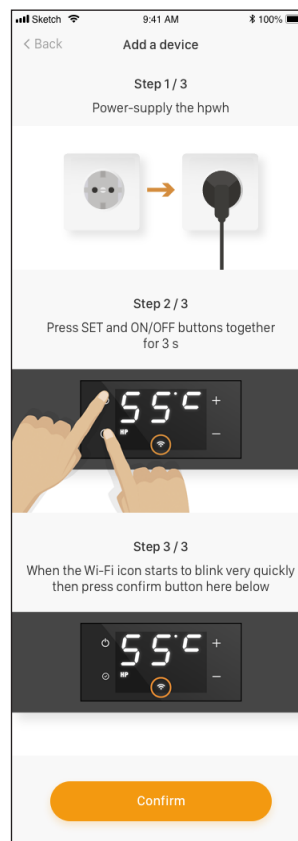 Sketch 9:41 AM 100%
< Back Add a device
Step 1 / 3
Power-supply the hpwh
Step 2 / 3
Press SET and ON/OFF buttons together
for 3 s
55°C +
HP −
Step 3 / 3
When the Wi-Fi icon starts to blink very quickly
then press confirm button here below
55°C +
HP −
Confirm